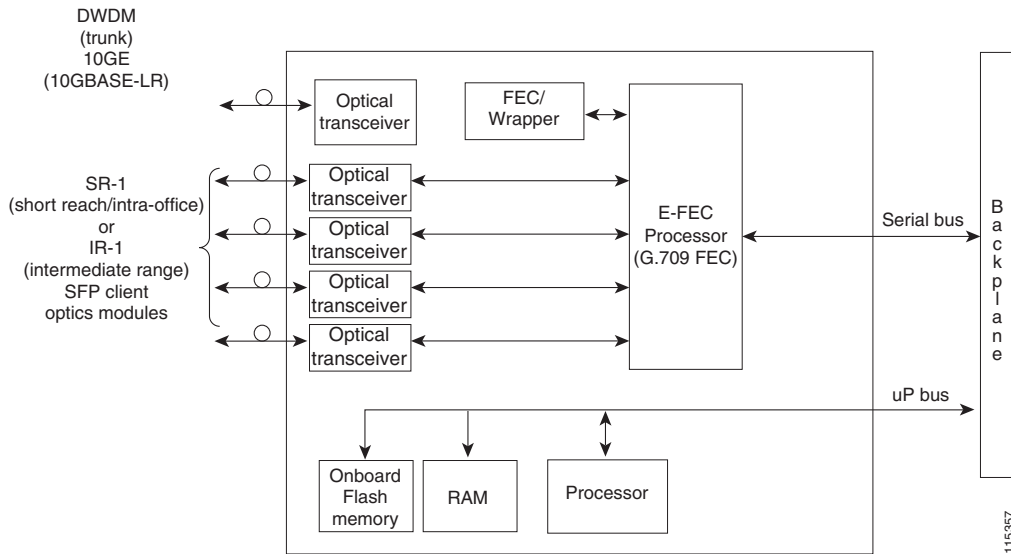 DWDM
(trunk)
10GE
(10GBASE-LR)
Optical
transceiver
FEC/
Wrapper
SR-1
(short reach/intra-office)
or
IR-1
(intermediate range)
SFP client
optics modules
Optical
transceiver
Optical
transceiver
Optical
transceiver
Optical
transceiver
E-FEC
Processor
(G.709 FEC)
Serial bus
Backplane
uP bus
Onboard
Flash
memory
RAM
Processor
115357